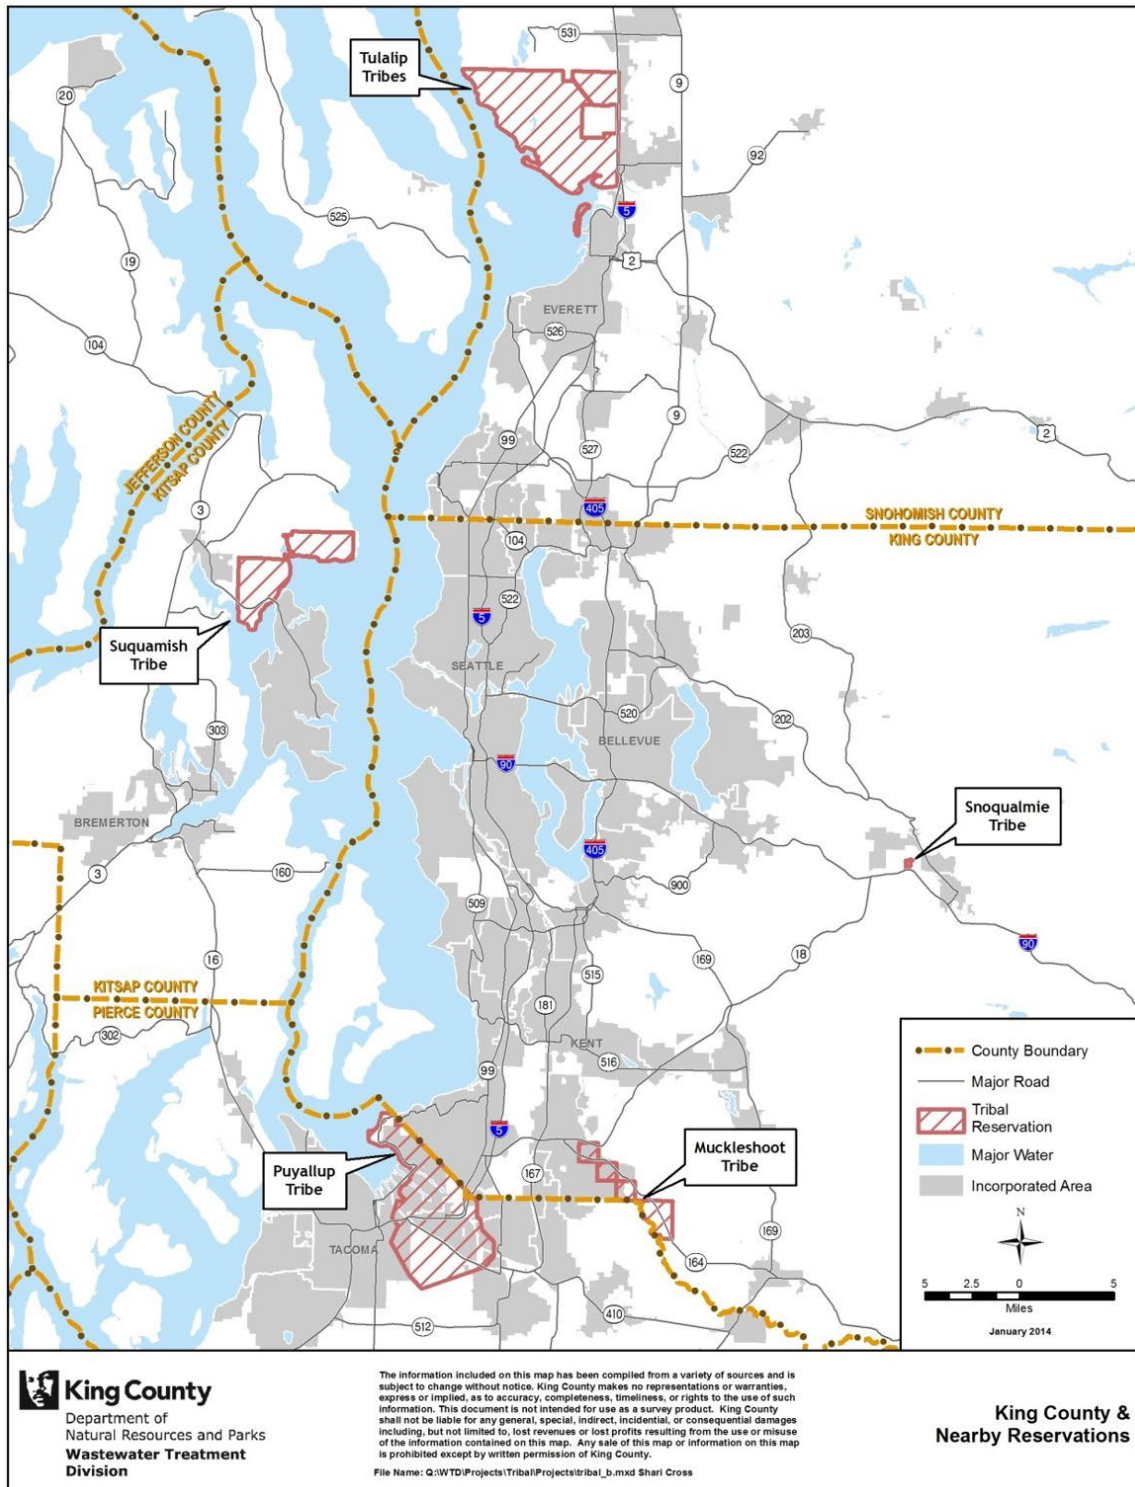 531
Tulalip
Tribes
9
20
92
525
5
2
19
EVERETT
526
104
9
99
527
522
2
JEFFERSON COUNTY
KITSAP COUNTY
3
405
SNOHOMISH COUNTY
KING COUNTY
104
522
5
203
Suquamish
Tribe
SEATTLE
303
520
202
BELLEVUE
90
BREMERTON
Snoqualmie
Tribe
405
3
160
900
509
90
16
169
18
515
KITSAP COUNTY
PIERCE COUNTY
181
302
KENT
516
99
5
Puyallup
Tribe
167
Muckleshoot
Tribe
TACOMA
169
164
410
512
County Boundary
Major Road
Tribal
Reservation
Major Water
Incorporated Area
N
5 2.5 0 5
Miles
January 2014
King County
Department of
Natural Resources and Parks
Wastewater Treatment
Division
The information included on this map has been compiled from a variety of sources and is
subject to change without notice. King County makes no representations or warranties,
express or implied, as to accuracy, completeness, timeliness, or rights to the use of such
information. This document is not intended for use as a survey product. King County
shall not be liable for any general, special, indirect, incidental, or consequential damages
including, but not limited to, lost revenues or lost profits resulting from the use or misuse
of the information contained on this map. Any sale of this map or information on this map
is prohibited except by written permission of King County.
File Name: Q:\WTD\Projects\Tribal\Projects\tribal_b.mxd Shari Cross
King County &
Nearby Reservations